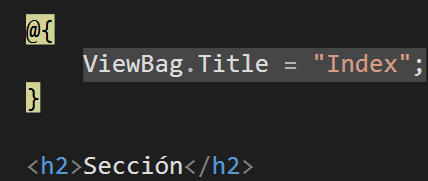 @{
ViewBag.Title = "Index";
}
<h2>Sección</h2>